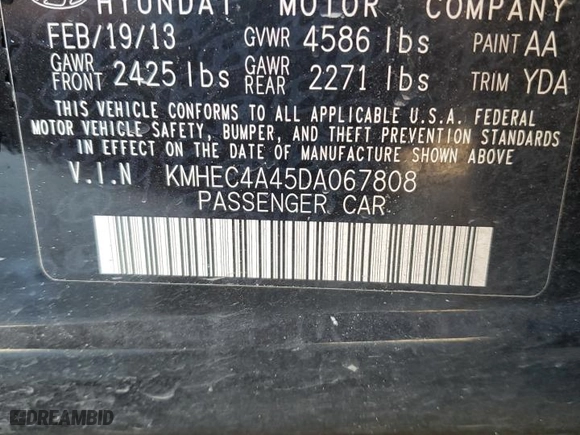 HYUNDAI MOTOR COMPANY
FEB/19/13 GVWR 4586 lbs PAINT AA
GAWR FRONT 2425 lbs GAWR REAR 2271 lbs TRIM YDA
THIS VEHICLE CONFORMS TO ALL APPLICABLE U.S.A. FEDERAL
MOTOR VEHICLE SAFETY, BUMPER, AND THEFT PREVENTION STANDARDS
IN EFFECT ON THE DATE OF MANUFACTURE SHOWN ABOVE
V.I.N KMHEC4A45DA067808
PASSENGER CAR
DREAMBID